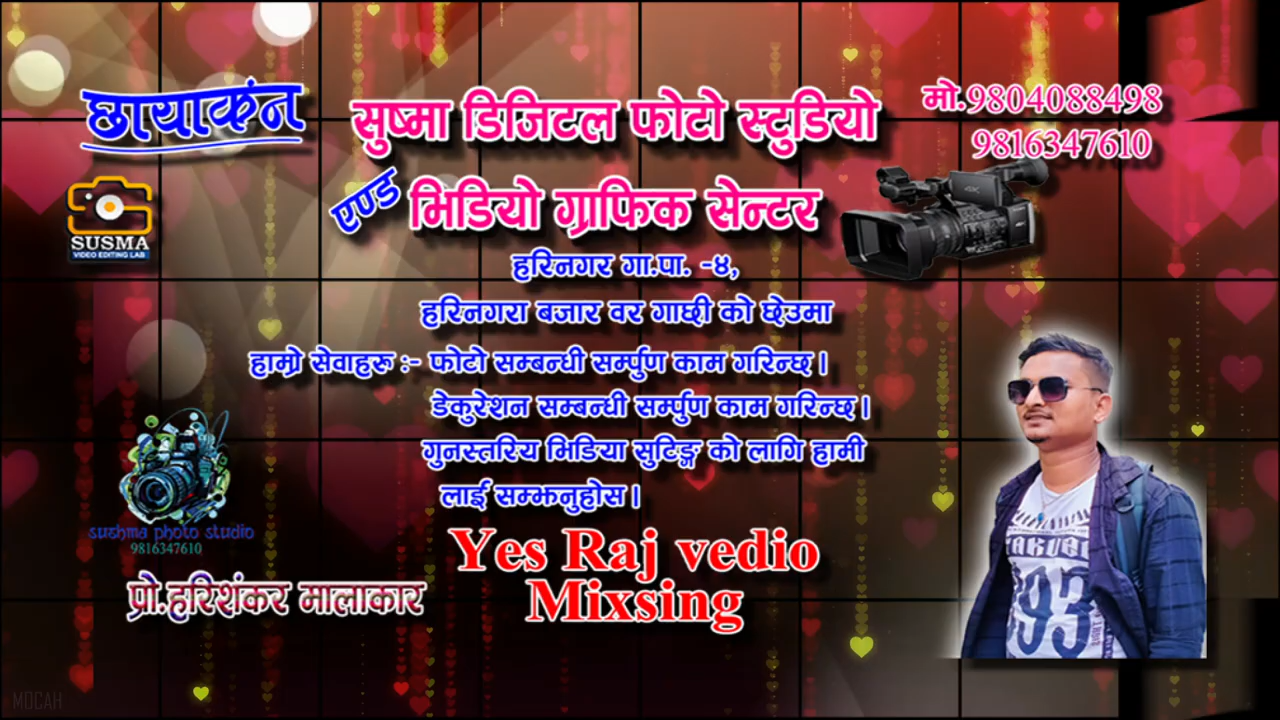 छायाकंन
सुष्मा डिजिटल फोटो स्टुडियो
मो.9804088498
9816347610
एण्ड भिडियो ग्राफिक सेन्टर
SUSMA
VIDEO EDITING LAB
4K
हरिनगर गा.पा. -४,
हरिनगरा बजार वर गाछी को छेउमा
हाम्रो सेवाहरू :- फोटो सम्बन्धी सर्म्पुण काम गरिन्छ।
डेकुरेशन सम्बन्धी सर्म्पुण काम गरिन्छ।
गुनस्तरिय भिडिया सुटिङ्ग को लागि हामी
लाई सम्झनुहोस।
sushma photo studio
9816347610
Yes Raj vedio
Mixsing
प्रो.हरिशंकर मालाकार
93
MOCAH